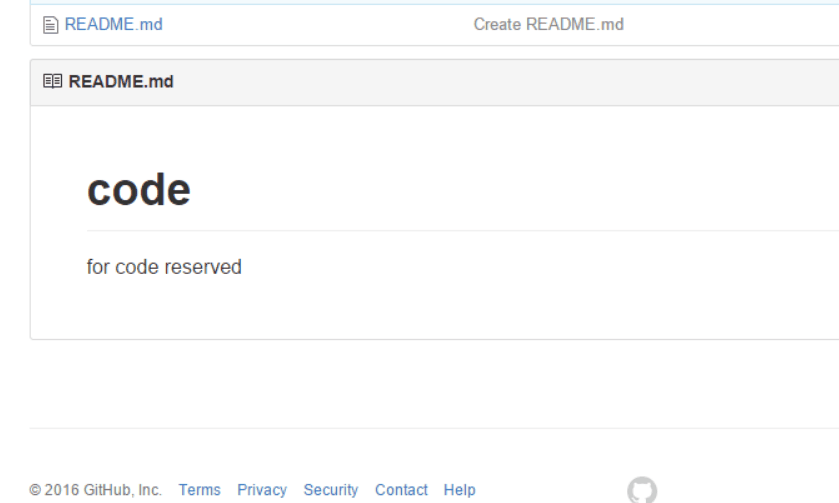 README.md Create README.md
README.md
code
for code reserved
© 2016 GitHub, Inc. Terms Privacy Security Contact Help